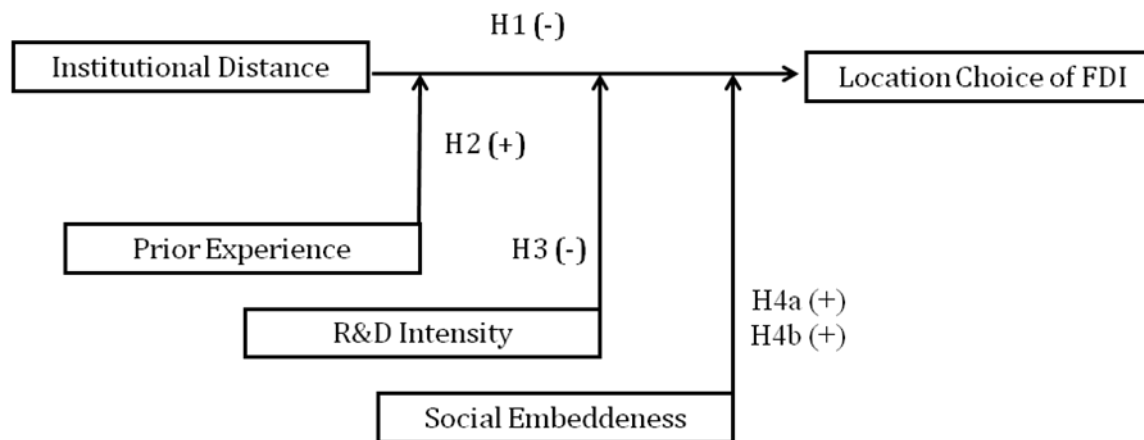 H1 (-)
Institutional Distance
Location Choice of FDI
H2 (+)
Prior Experience
H3 (-)
R&D Intensity
H4a (+)
H4b (+)
Social Embeddeness